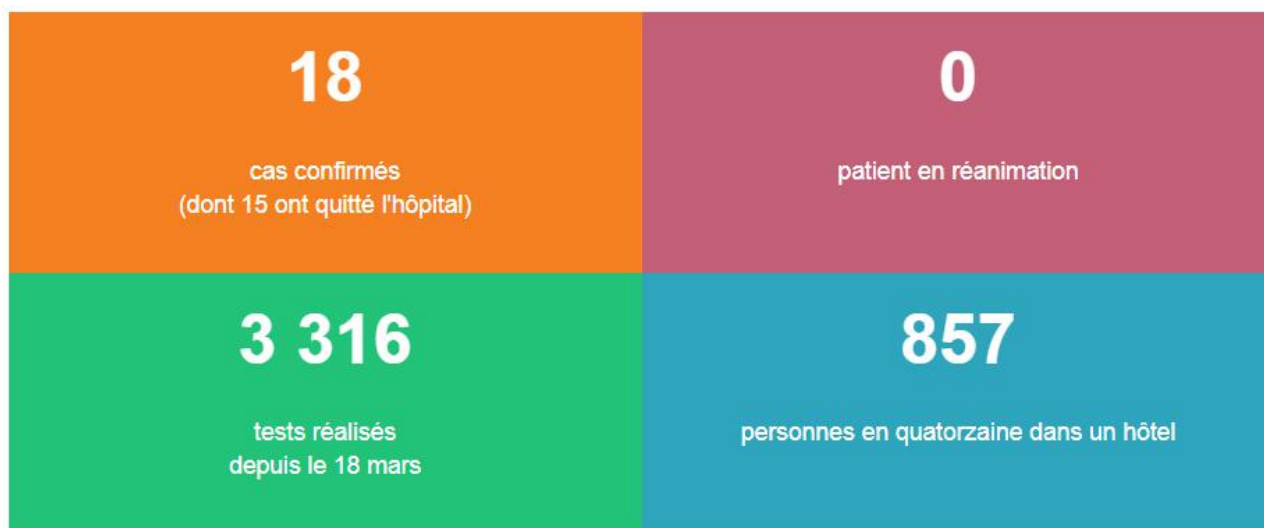 18
cas confirmés
(dont 15 ont quitté l'hôpital)
0
patient en réanimation
3 316
tests réalisés
depuis le 18 mars
857
personnes en quatorzaine dans un hôtel